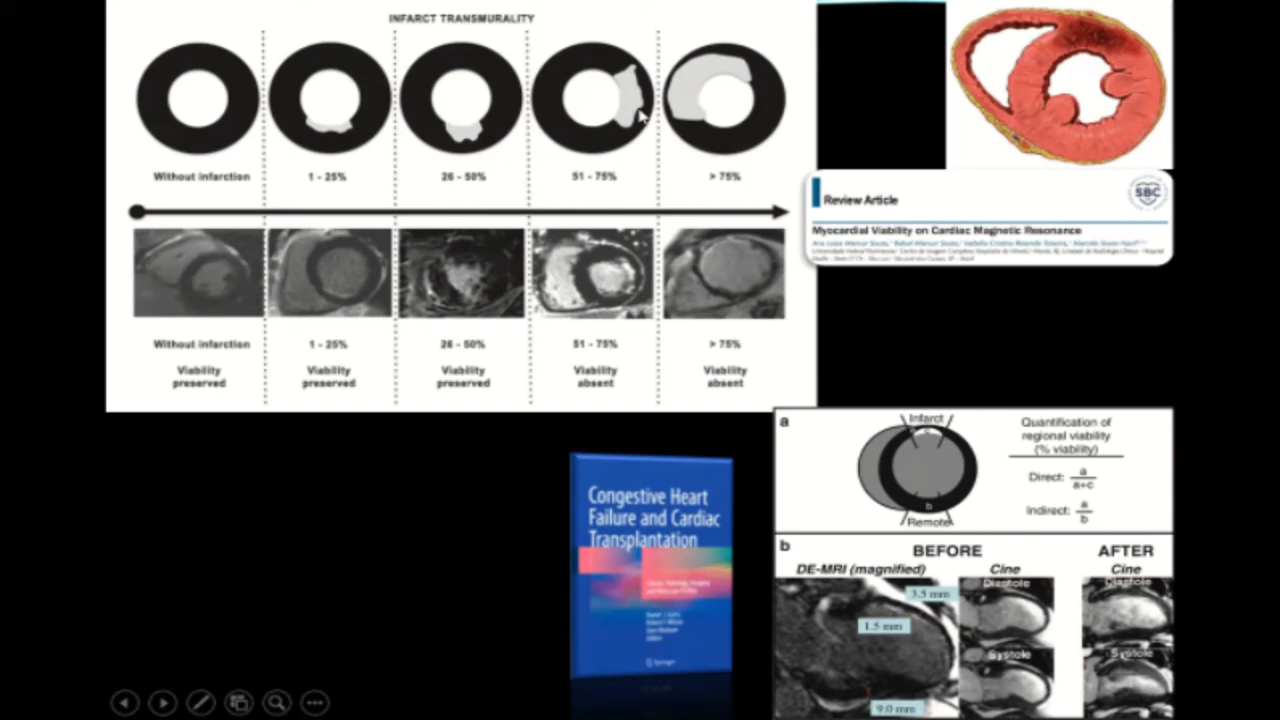 INFARCT TRANSMURALITY
Without infarction
1 - 25%
26 - 50%
51 - 75%
> 75%
Without infarction
1 - 25%
26 - 50%
51 - 75%
> 75%
Viability preserved
Viability preserved
Viability preserved
Viability absent
Viability absent
SBC
Review Article
Myocardial Viability on Cardiac Magnetic Resonance
Congestive Heart
Failure and Cardiac
Transplantation
Springer
a
Infarct
c
b
Remote
Quantification of
regional viability
(% viability)
Direct: a
a+c
Indirect: a
b
b
BEFORE
AFTER
DE-MRI (magnified)
Cine
Cine
Diastole
Diastole
3.5 mm
1.5 mm
Systole
Systole
9.0 mm